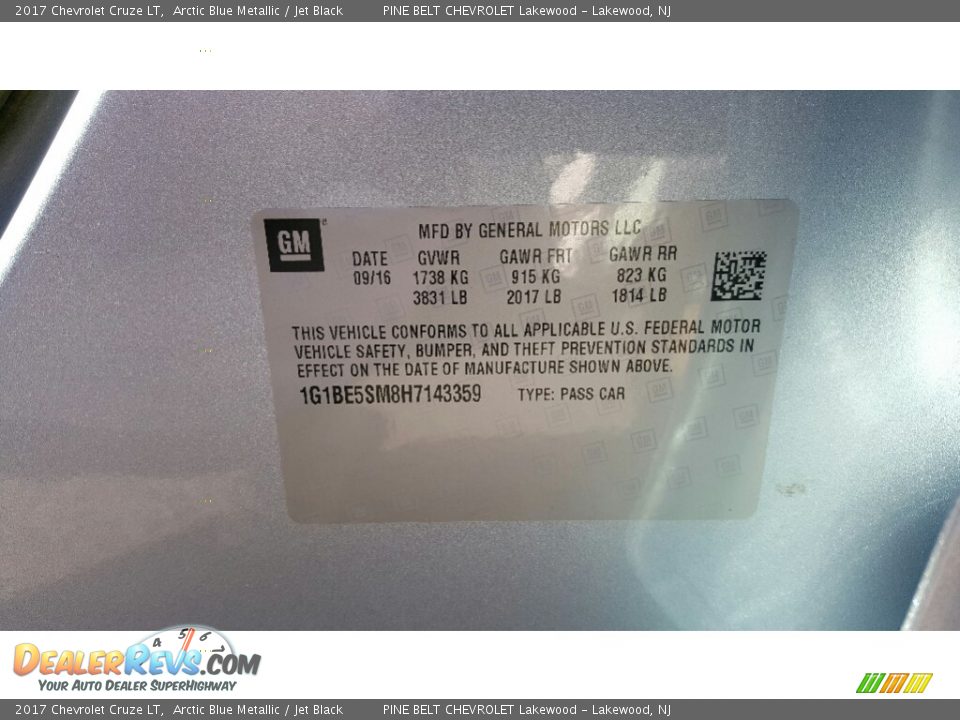 2017 Chevrolet Cruze LT, Arctic Blue Metallic / Jet Black PINE BELT CHEVROLET Lakewood - Lakewood, NJ
GM
MFD BY GENERAL MOTORS LLC
DATE GVWR GAWR FRT GAWR RR
09/16 1738 KG 915 KG 823 KG
3831 LB 2017 LB 1814 LB
THIS VEHICLE CONFORMS TO ALL APPLICABLE U.S. FEDERAL MOTOR
VEHICLE SAFETY, BUMPER, AND THEFT PREVENTION STANDARDS IN
EFFECT ON THE DATE OF MANUFACTURE SHOWN ABOVE.
1G1BE5SM8H7143359 TYPE: PASS CAR
4 5 6 7
DEALERREVS.COM
YOUR AUTO DEALER SUPERHIGHWAY
2017 Chevrolet Cruze LT, Arctic Blue Metallic / Jet Black PINE BELT CHEVROLET Lakewood - Lakewood, NJ